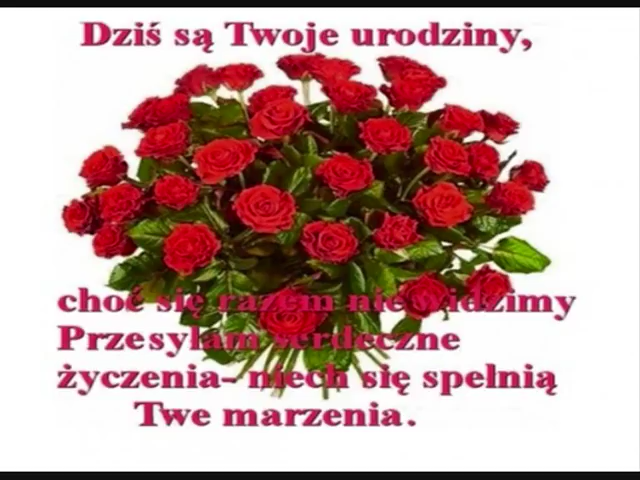 Dziś są Twoje urodziny,
choć się razem nie widzimy
Przesyłam serdeczne
życzenia- niech się spełnią
Twe marzenia.